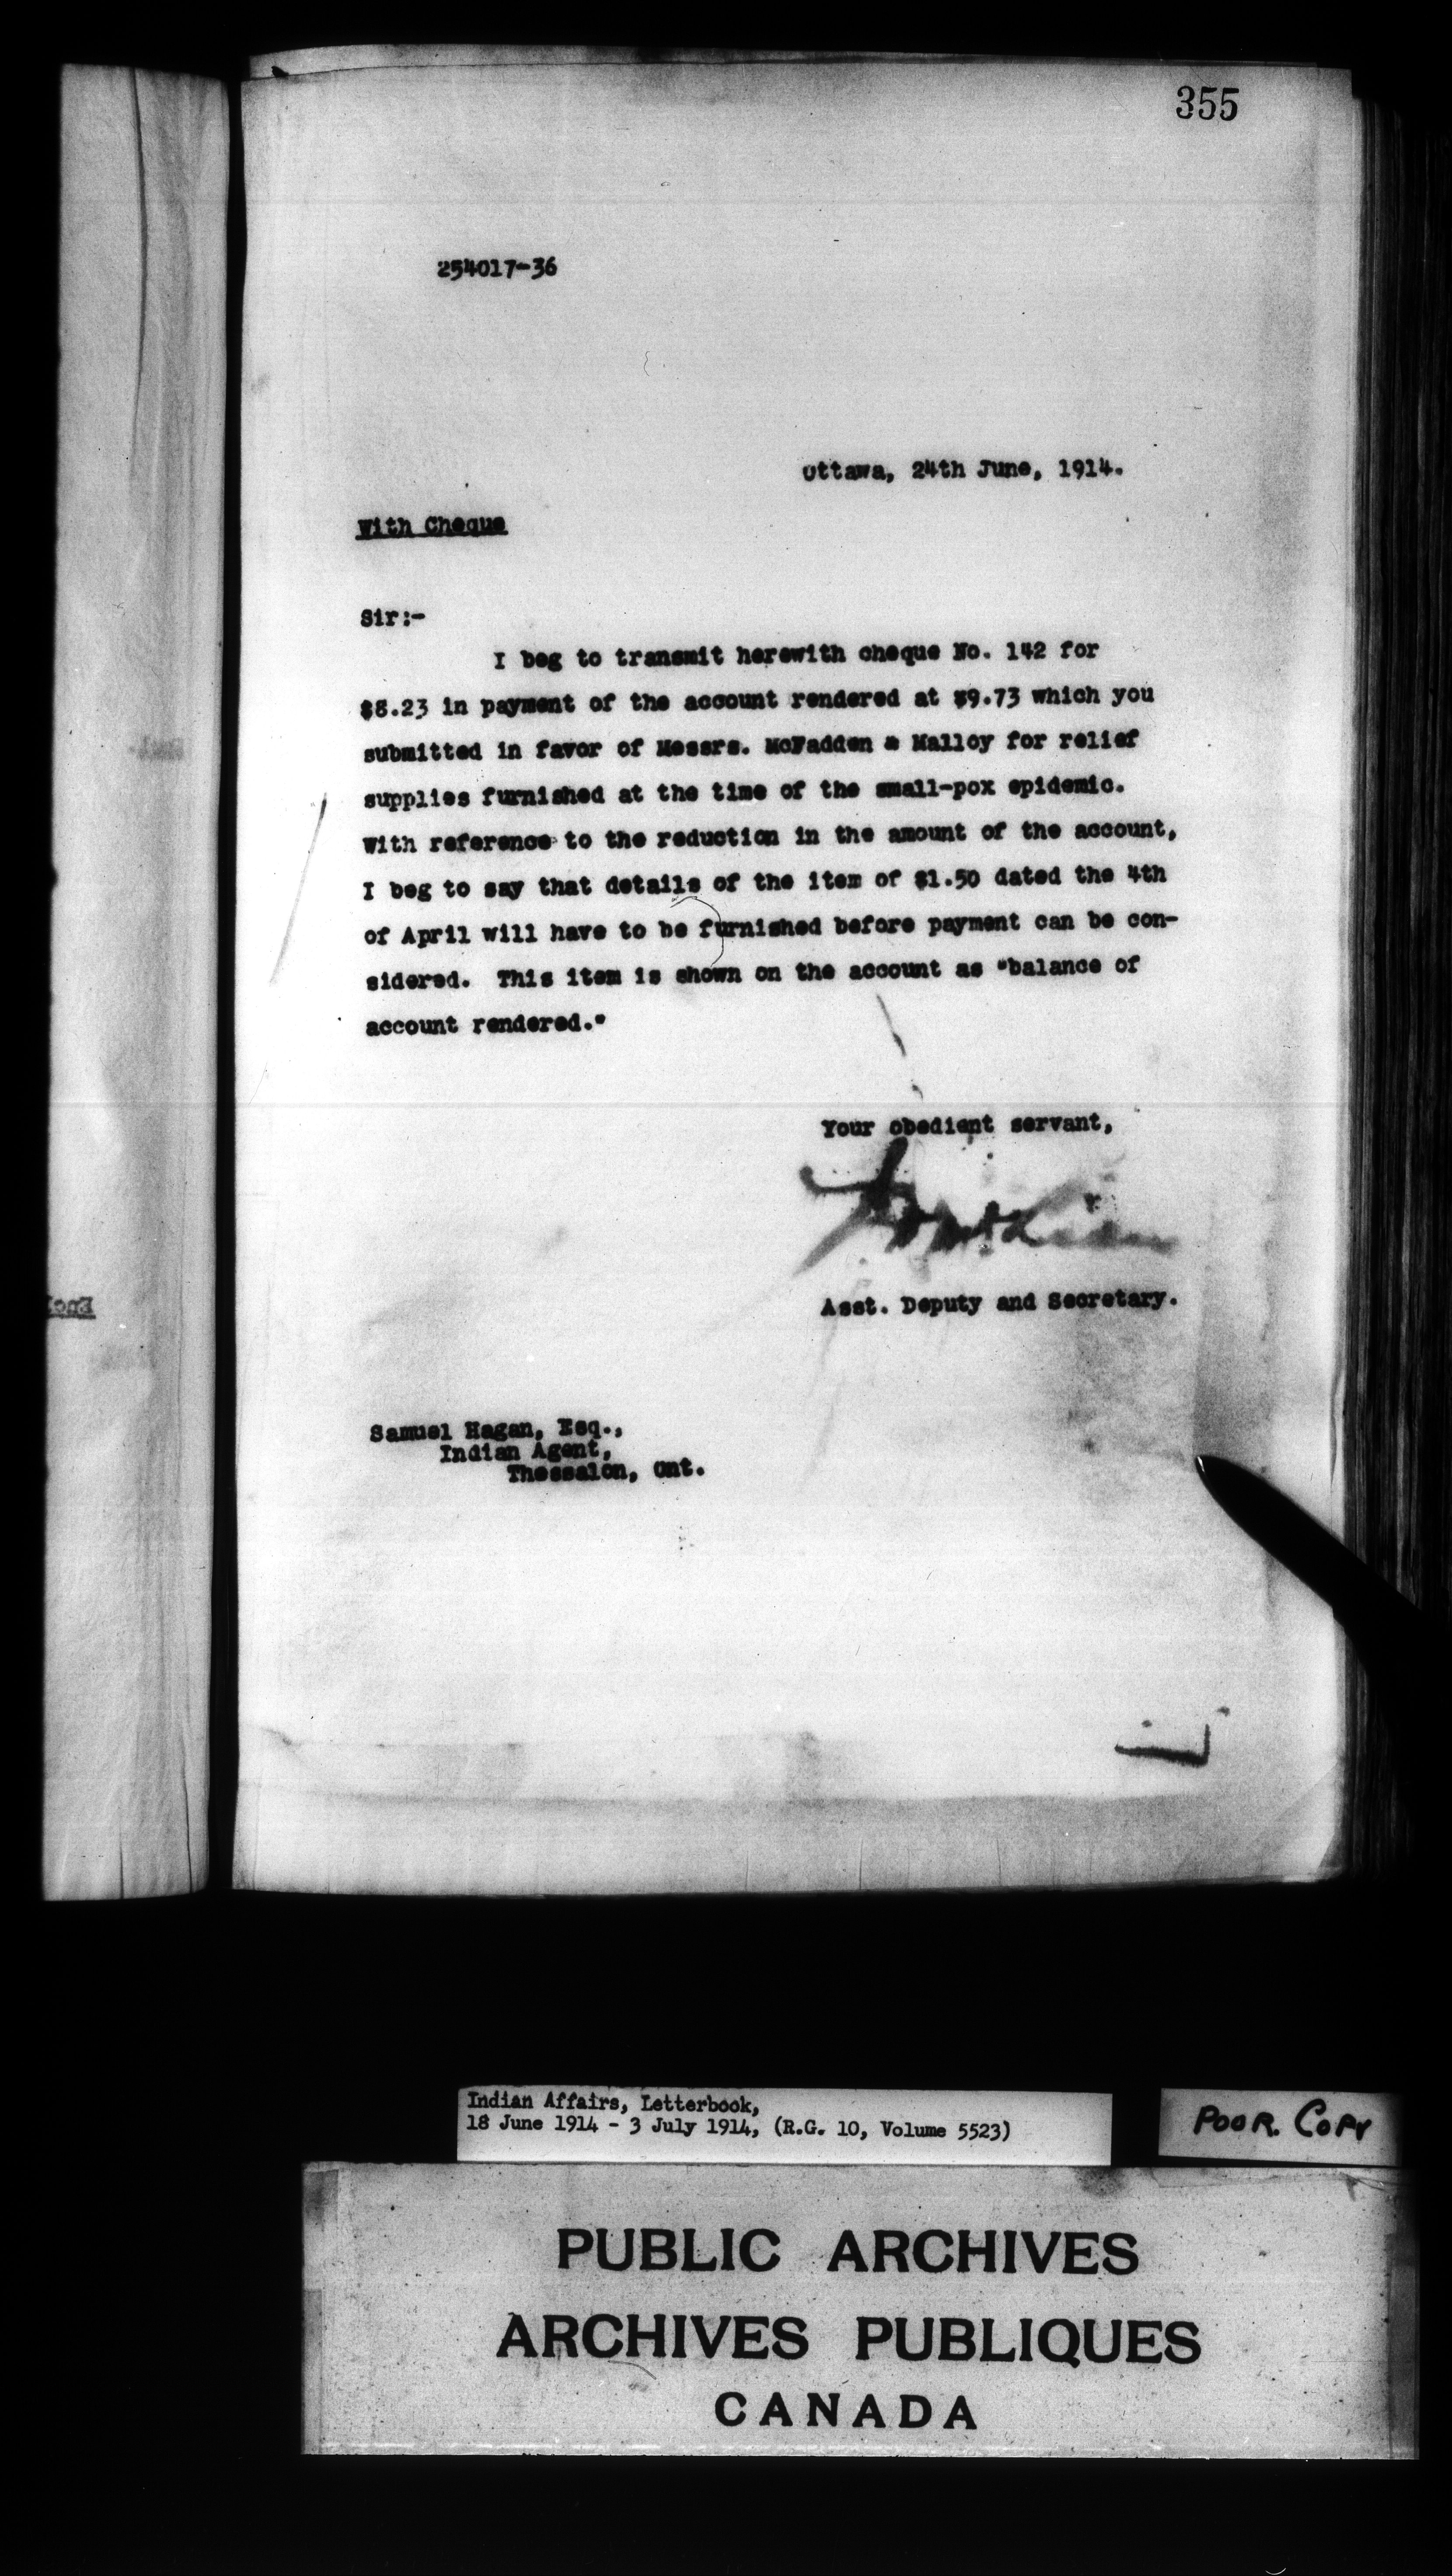 355
254017-36
Ottawa, 24th June, 1914.
With Cheque
Sir:-
I beg to transmit herewith cheque No. 142 for
$8.23 in payment of the account rendered at $9.73 which you
submitted in favor of Messrs. McFadden & Malloy for relief
supplies furnished at the time of the small-pox epidemic.
With reference to the reduction in the amount of the account,
I beg to say that details of the item of $1.50 dated the 4th
of April will have to be furnished before payment can be con-
sidered. This item is shown on the account as "balance of
account rendered."
Your obedient servant,
Asst. Deputy and Secretary.
Samuel Hagan, Esq.,
Indian Agent,
Thessalon, Ont.
Indian Affairs, Letterbook,
18 June 1914 - 3 July 1914, (R.G. 10, Volume 5523)
POOR. COPY
PUBLIC ARCHIVES
ARCHIVES PUBLIQUES
CANADA